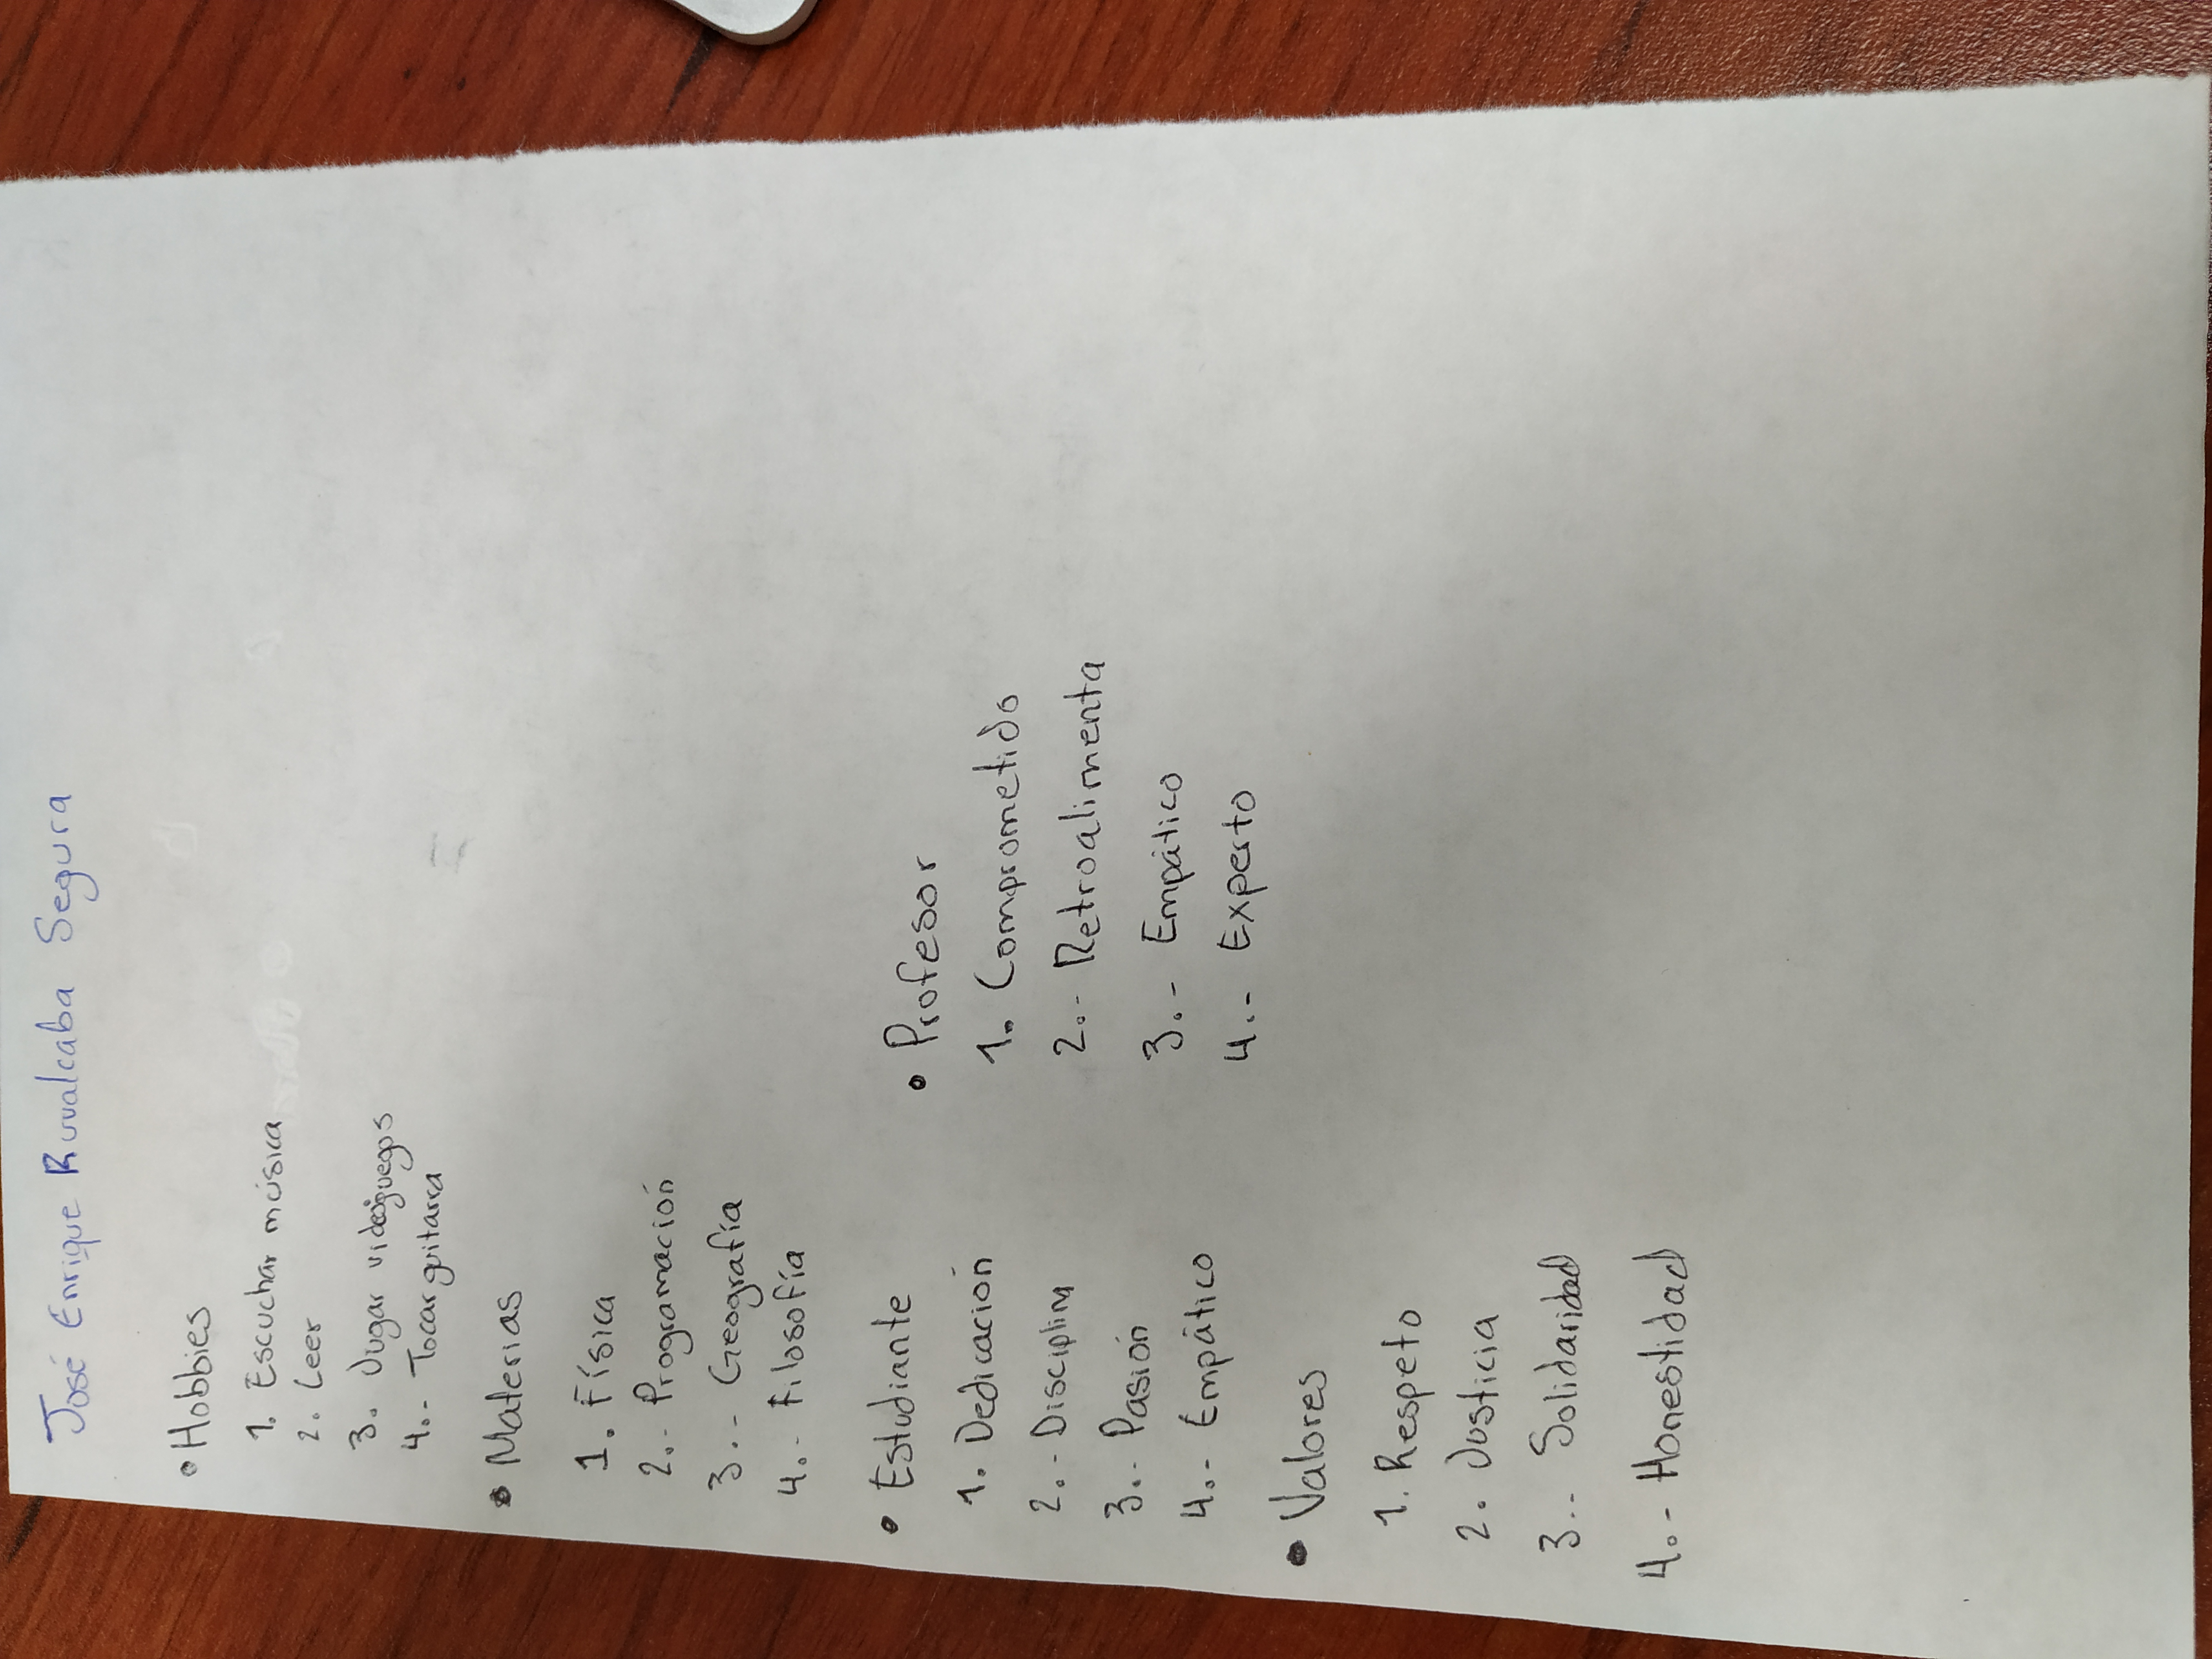 José Enrique Ruvalcaba Segura
• Hobbies
1. Escuchar música
2. Leer
3. Jugar videojuegos
4.- Tocar guitarra
• Materias
1. Física
2.- Programación
3.- Geografía
4.- Filosofía
• Estudiante
1. Dedicación
2.- Disciplina
3.- Pasión
4.- Empático
• Profesor
1. Comprometido
2.- Retroalimenta
3.- Empático
4.- Experto
• Valores
1. Respeto
2. Justicia
3.- Solidaridad
4.- Honestidad